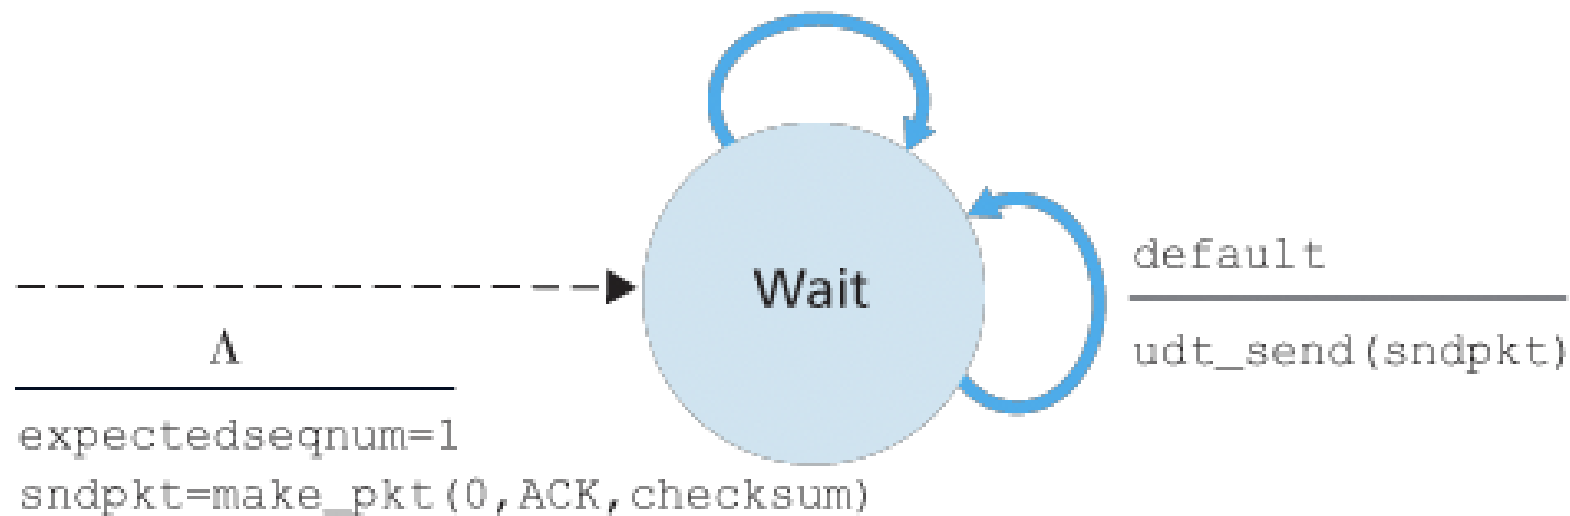 Wait
default
udt_send(sndpkt)
Λ
expectedseqnum=1
sndpkt=make_pkt(0,ACK,checksum)